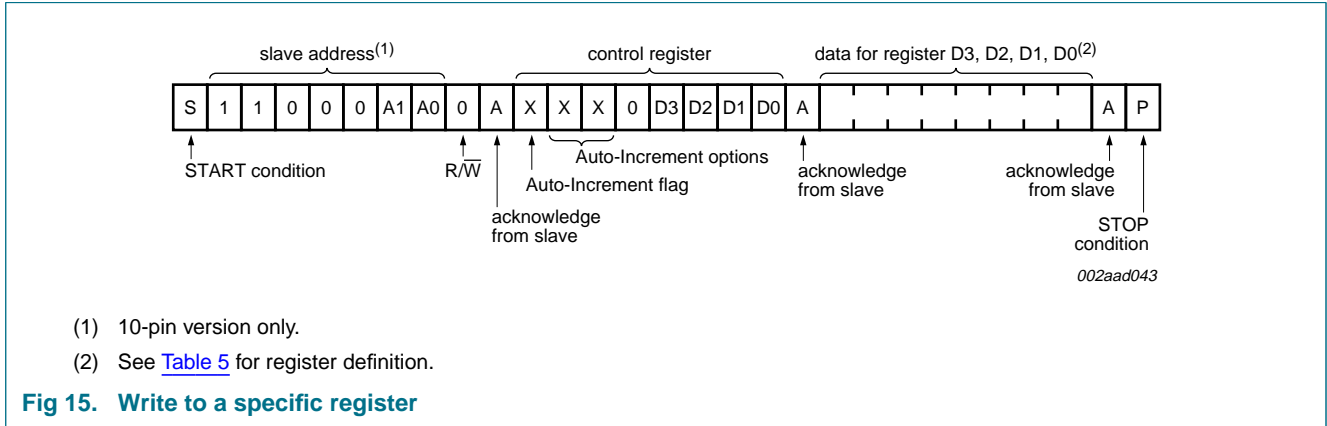 slave address(1) control register data for register D3, D2, D1, D0(2)
S 1 1 0 0 0 A1 A0 0 A X X X 0 D3 D2 D1 D0 A A P
START condition R/W̅ Auto-Increment options acknowledge from slave acknowledge from slave
Auto-Increment flag
acknowledge
from slave
STOP
condition
002aad043
(1) 10-pin version only.
(2) See Table 5 for register definition.
Fig 15. Write to a specific register